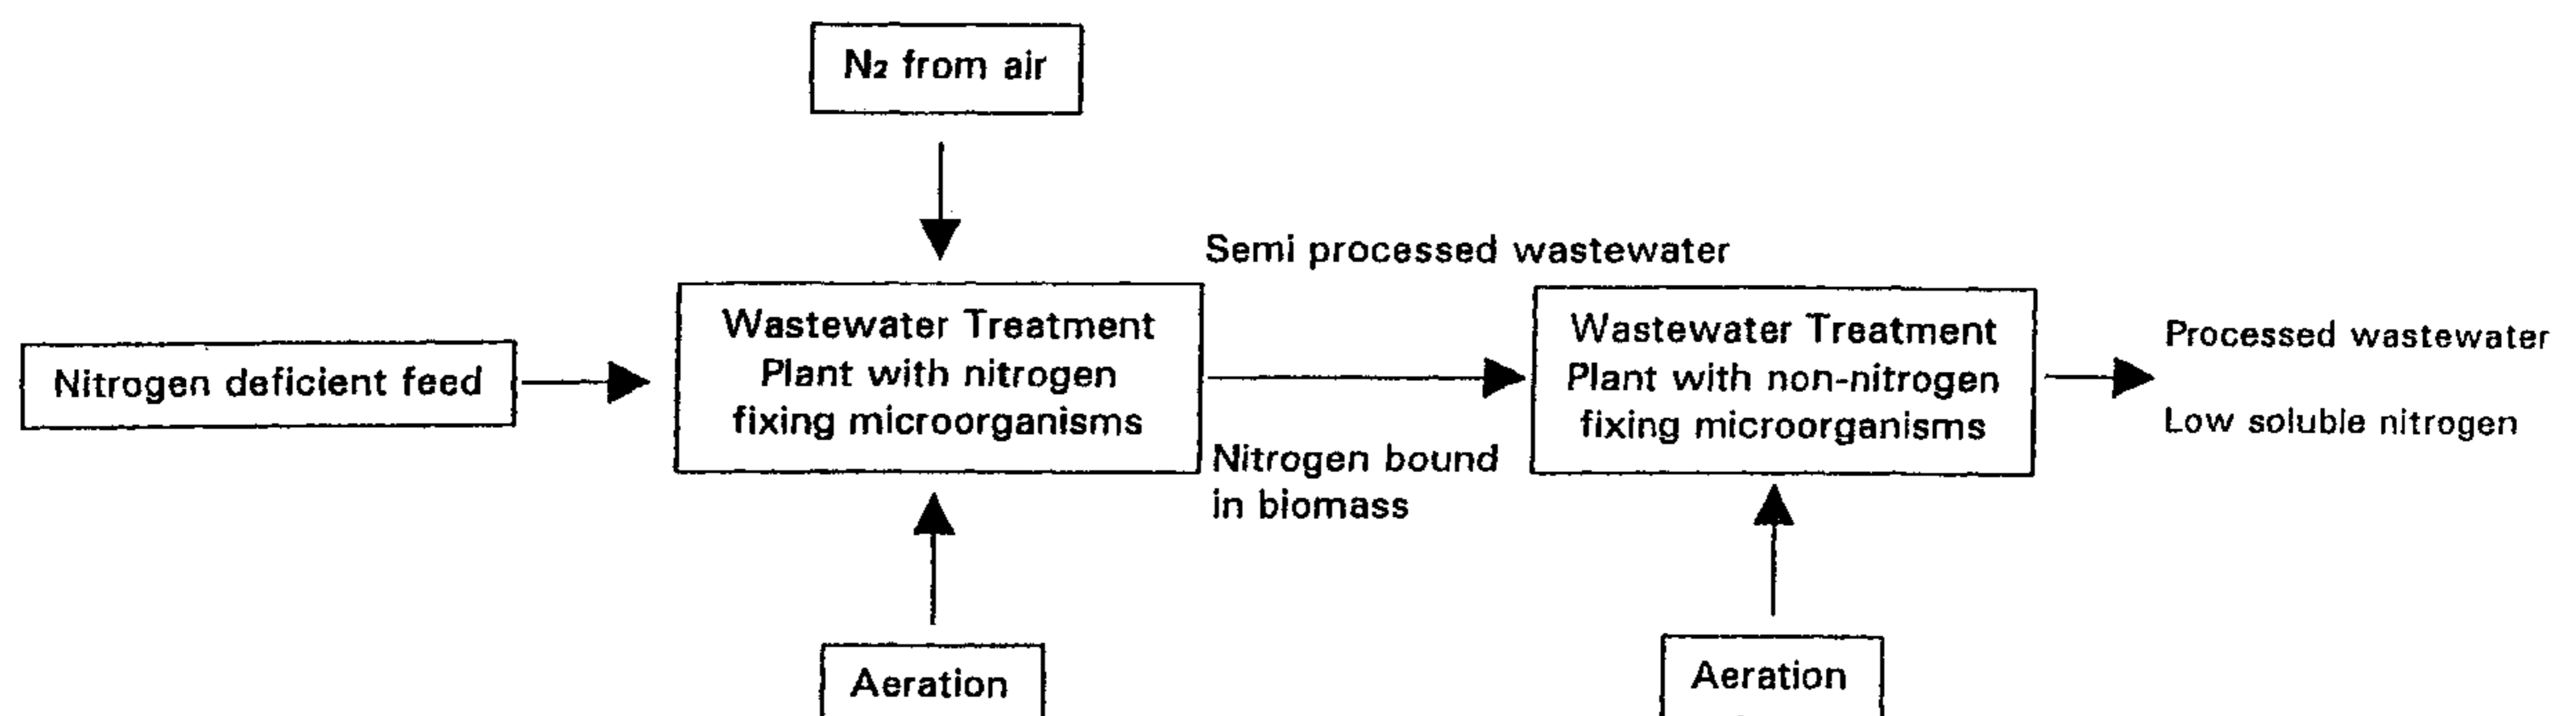 N₂ from air
Semi processed wastewater
Nitrogen deficient feed
Wastewater Treatment
Plant with nitrogen
fixing microorganisms
Nitrogen bound
in biomass
Wastewater Treatment
Plant with non-nitrogen
fixing microorganisms
Processed wastewater
Low soluble nitrogen
Aeration
Aeration